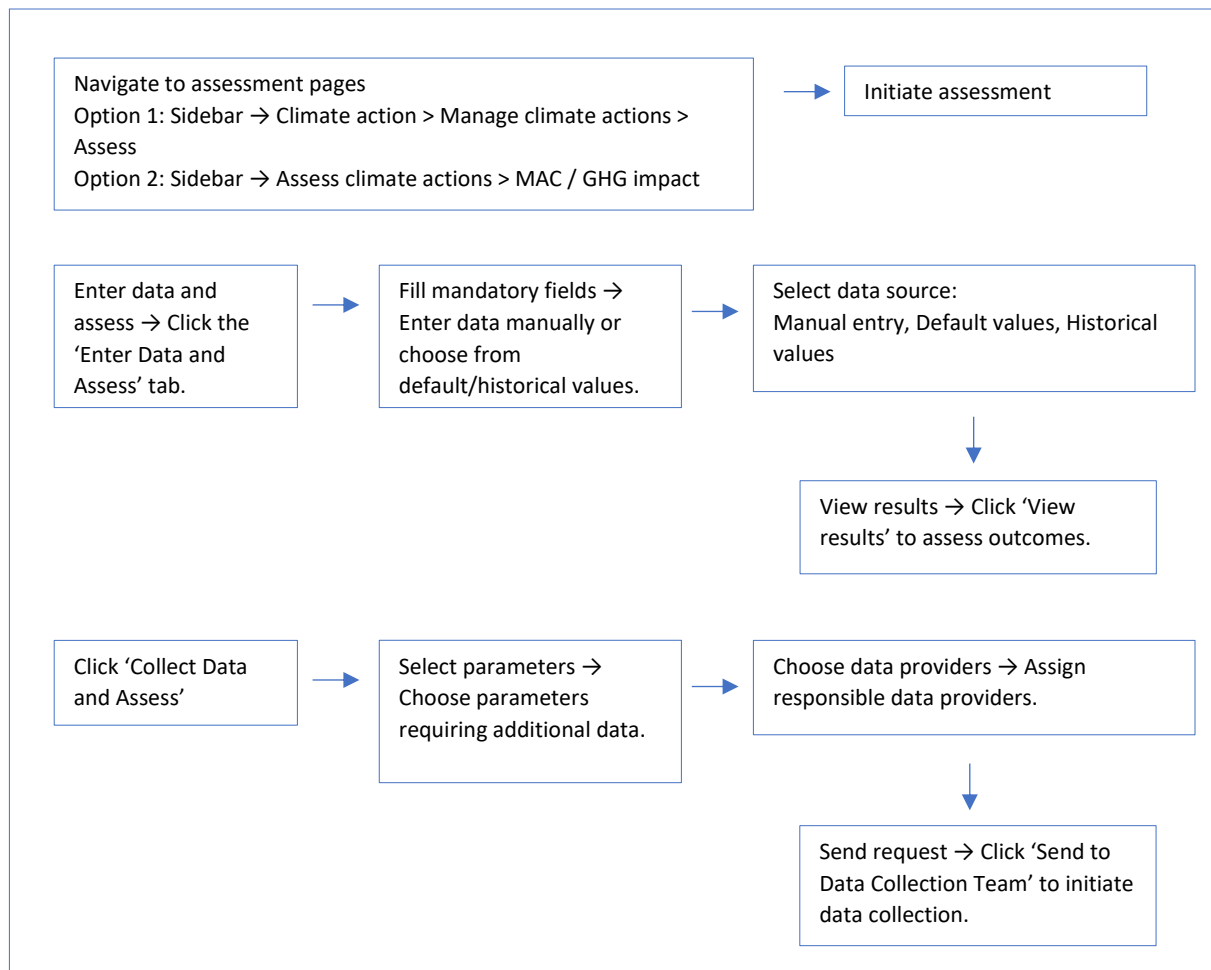 Navigate to assessment pages
Option 1: Sidebar → Climate action > Manage climate actions >
Assess
Option 2: Sidebar → Assess climate actions > MAC / GHG impact
Initiate assessment
Enter data and
assess → Click the
‘Enter Data and
Assess’ tab.
Fill mandatory fields →
Enter data manually or
choose from
default/historical values.
Select data source:
Manual entry, Default values, Historical
values
View results → Click ‘View
results’ to assess outcomes.
Click ‘Collect Data
and Assess’
Select parameters →
Choose parameters
requiring additional data.
Choose data providers → Assign
responsible data providers.
Send request → Click ‘Send to
Data Collection Team’ to initiate
data collection.